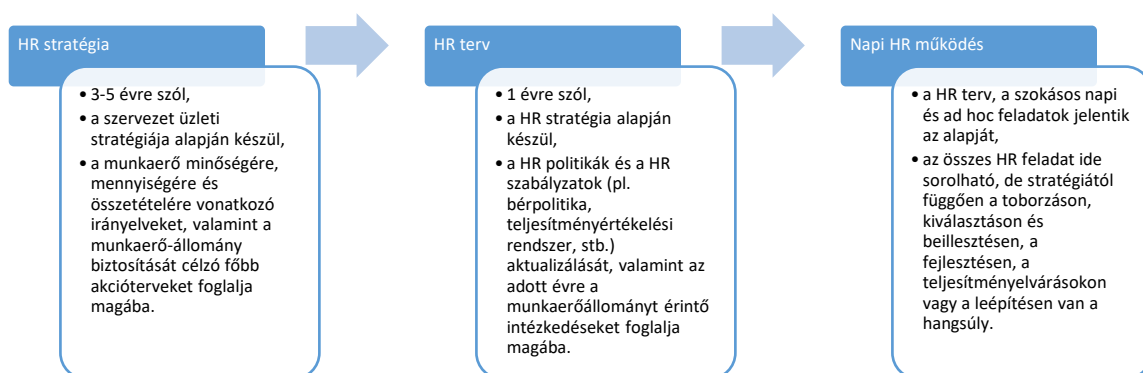 HR stratégia
• 3-5 évre szól,
• a szervezet üzleti
stratégiája alapján készül,
• a munkaerő minőségére,
mennyiségére és
összetételére vonatkozó
irányelveket, valamint a
munkaerő-állomány
biztosítását célzó főbb
akcióterveket foglalja
magába.
HR terv
• 1 évre szól,
• a HR stratégia alapján
készül,
• a HR politikák és a HR
szabályzatok (pl.
bérpolitika,
teljesítményértékelési
rendszer, stb.)
aktualizálását, valamint az
adott évre a
munkaerőállományt érintő
intézkedéseket foglalja
magába.
Napi HR működés
• a HR terv, a szokásos napi
és ad hoc feladatok jelentik
az alapját,
• az összes HR feladat ide
sorolható, de stratégiától
függően a toborzáson,
kiválasztáson és
beillesztésen, a
fejlesztésen, a
teljesítményelvárásokon
vagy a leépítésen van a
hangsúly.